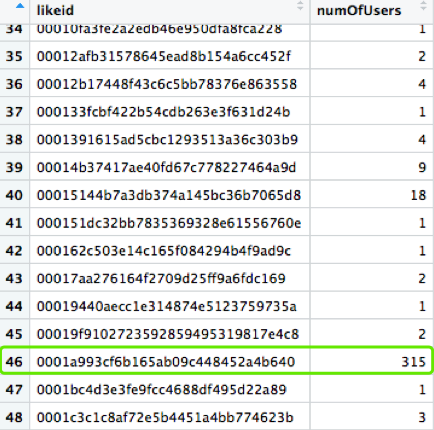 likeid numOfUsers
34 00010fa3fe2a2edb46e950dfa8fca228 1
35 00012afb31578645ead8b154a6cc452f 2
36 00012b17448f43c6c5bb78376e863558 4
37 000133fcbf422b54cdb263e3f631d24b 1
38 0001391615ad5cbc1293513a36c303b9 4
39 00014b37417ae40fd67c778227464a9d 9
40 00015144b7a3db374a145bc36b7065d8 18
41 000151dc32bb7835369328e61556760e 1
42 000162c503e14c165f084294b4f9ad9c 1
43 00017aa276164f2709d25ff9a6fdc169 2
44 00019440aecc1e314874e5123759735a 1
45 00019f9102723592859495319817e4c8 2
46 0001a993cf6b165ab09c448452a4b640 315
47 0001bc4d3e3fe9fcc4688df495d22a89 1
48 0001c3c1c8af72e5b4451a4bb774623b 3